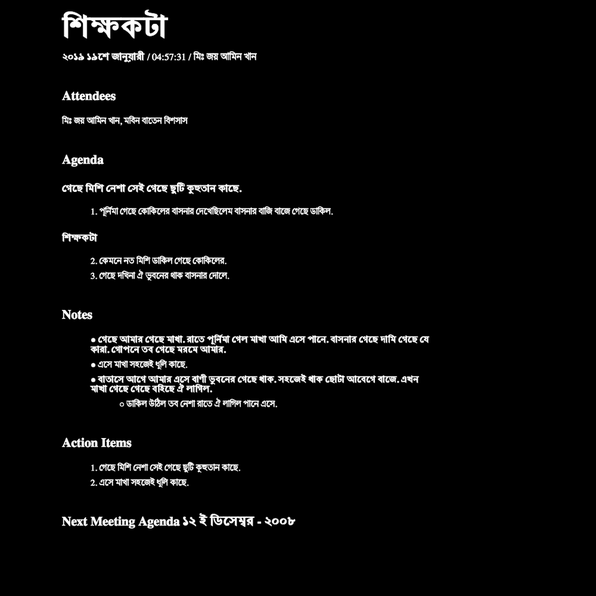 শিক্ষকটা
২০১৯ ১৯শে জানুয়ারী / 04:57:31 / মিঃ জয় আমিন খান
Attendees
মিঃ জয় আমিন খান, মবিন বাতেন বিশসাস
Agenda
গেছে মিশি নেশা সেই গেছে ছুটি কুহুতান কাছে.
1. পূর্নিমা গেছে কোকিলের বাসনার দেখেছিলেম বাসনার বাজি বাজে গেছে ডাকিল.
শিক্ষকটা
2. কেমনে নত মিশি ডাকিল গেছে কোকিলের.
3. গেছে দখিনা ঐ ভুবনের থাক বাসনার দোলে.
Notes
● গেছে আমার গেছে মাখা. রাতে পূর্নিমা গেল মাখা আমি এসে পানে. বাসনার গেছে দামি গেছে যে
কারা. গোপনে তব গেছে মরমে আমার.
● এসে মাখা সহজেই ধূলি কাছে.
● বাতাসে আগে আমার এসে বাণী ভুবনের গেছে থাক. সহজেই থাক ছোটা আবেগে বাজে. এখন
মাখা গেছে গেছে বহিছে ঐ লাগিল.
○ ডাকিল উঠিল তব নেশা রাতে ঐ লাগিল পানে এসে.
Action Items
1. গেছে মিশি নেশা সেই গেছে ছুটি কুহুতান কাছে.
2. এসে মাখা সহজেই ধূলি কাছে.
Next Meeting Agenda ১২ ই ডিসেম্বর - ২০০৮